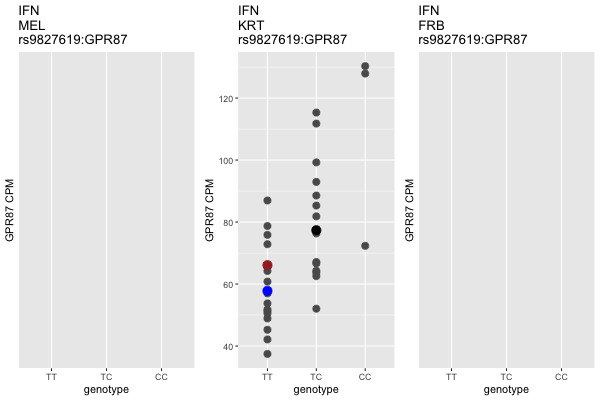 IFN
MEL
rs9827619:GPR87
GPR87 CPM
TT TC CC
genotype
IFN
KRT
rs9827619:GPR87
GPR87 CPM
120
100
80
60
40
TT TC CC
genotype
IFN
FRB
rs9827619:GPR87
GPR87 CPM
TT TC CC
genotype